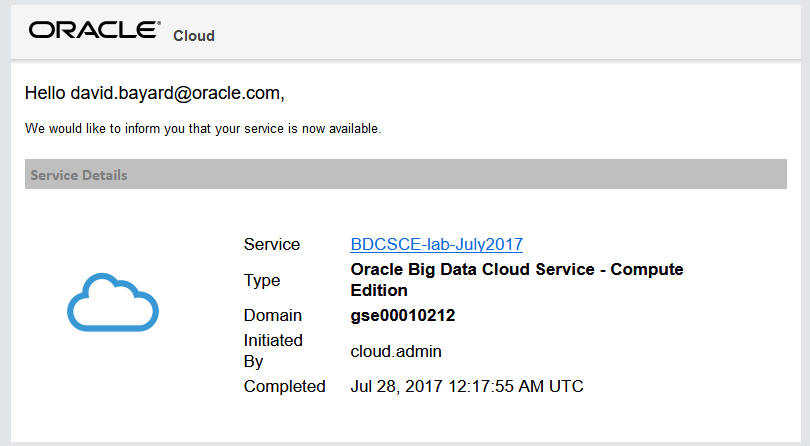 ORACLE Cloud
Hello david.bayard@oracle.com,
We would like to inform you that your service is now available.
Service Details
Service BDCSCE-lab-July2017
Type Oracle Big Data Cloud Service - Compute
Edition
Domain gse00010212
Initiated
By cloud.admin
Completed Jul 28, 2017 12:17:55 AM UTC